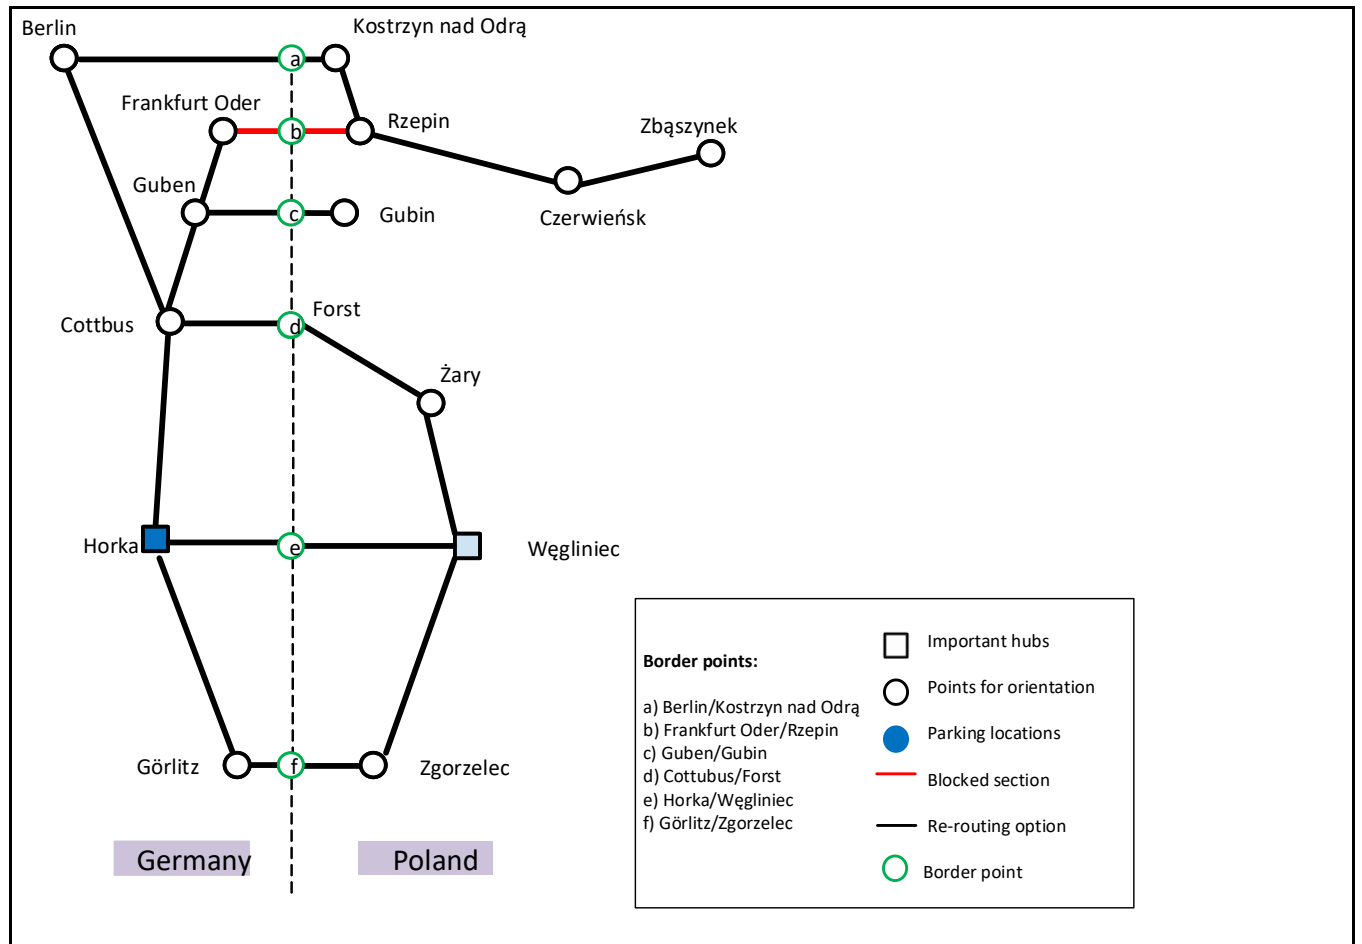 Berlin
Kostrzyn nad Odrą
a
Frankfurt Oder
b
Rzepin
Zbąszynek
Guben
c
Gubin
Czerwieńsk
Cottbus
d
Forst
Żary
Horka
e
Węgliniec
Görlitz
f
Zgorzelec
Germany
Poland
Border points:
a) Berlin/Kostrzyn nad Odrą
b) Frankfurt Oder/Rzepin
c) Guben/Gubin
d) Cottubus/Forst
e) Horka/Węgliniec
f) Görlitz/Zgorzelec
Important hubs
Points for orientation
Parking locations
Blocked section
Re-routing option
Border point